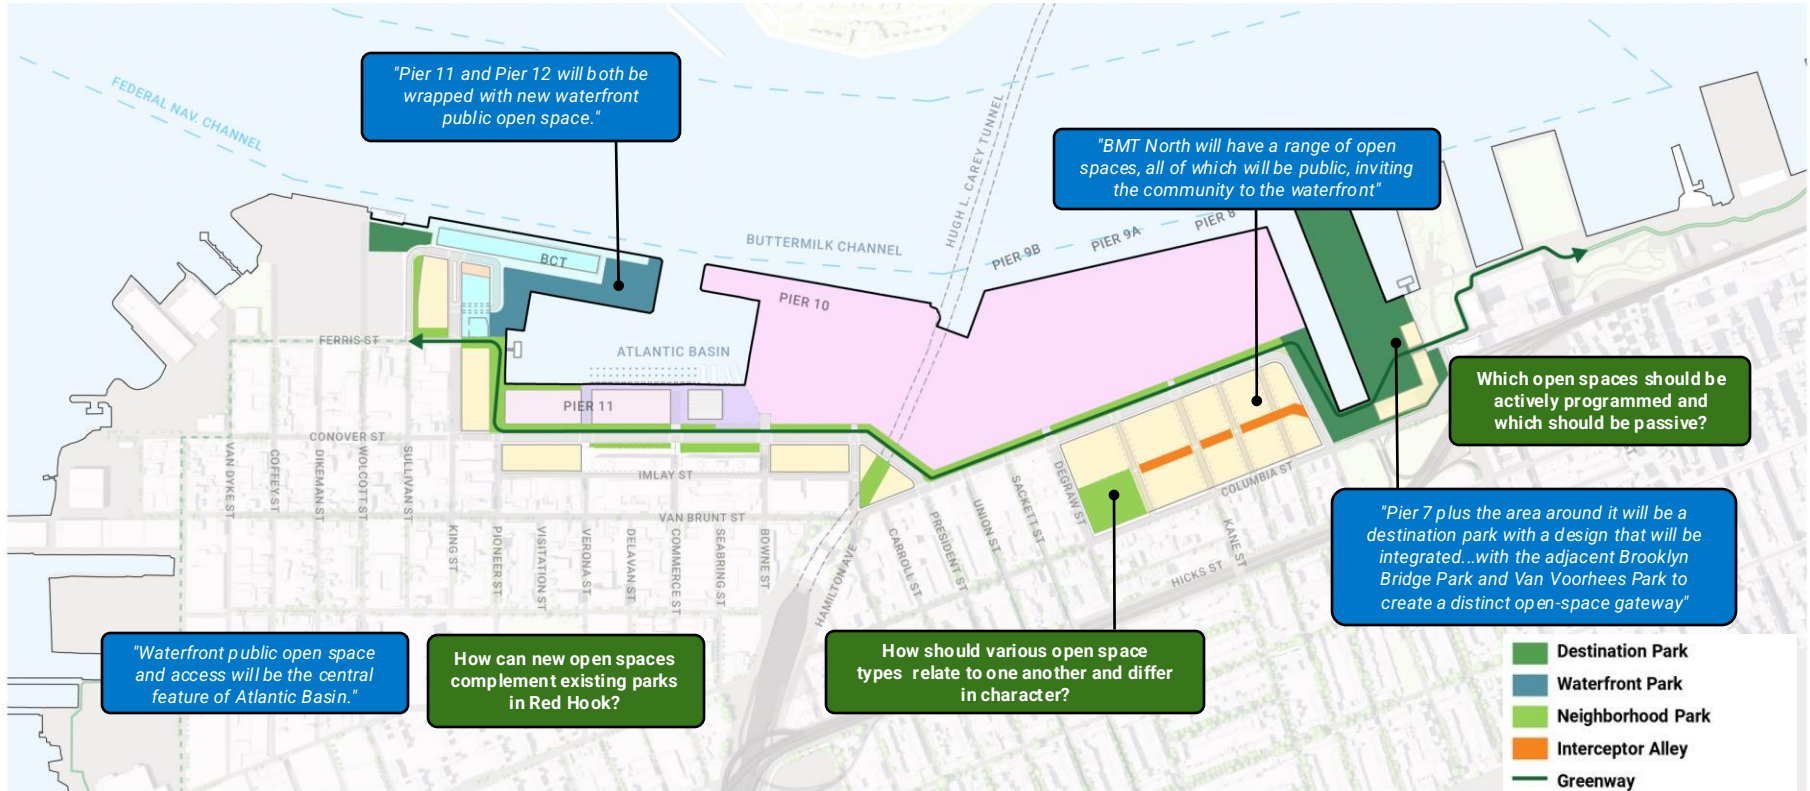 "Pier 11 and Pier 12 will both be
wrapped with new waterfront
public open space."
FEDERAL NAV. CHANNEL
HUGH L. CAREY TUNNEL
"BMT North will have a range of open
spaces, all of which will be public, inviting
the community to the waterfront"
BUTTERMILK CHANNEL
PIER 9B
PIER 9A
PIER 8
BCT
PIER 10
ATLANTIC BASIN
FERRIS ST
PIER 11
CONOVER ST
IMLAY ST
VAN BRUNT ST
VAN DYKE ST
COFFEY ST
DIKEMAN ST
WOLCOTT ST
SULLIVAN ST
KING ST
PIONEER ST
VISITATION ST
VERONA ST
DELAVAN ST
COMMERCE ST
SEABRING ST
BOWNE ST
HAMILTON AVE
CARROLL ST
PRESIDENT ST
UNION ST
SACKETT ST
DEGRAW ST
KANE ST
COLUMBIA ST
HICKS ST
Which open spaces should be
actively programmed and
which should be passive?
"Pier 7 plus the area around it will be a
destination park with a design that will be
integrated...with the adjacent Brooklyn
Bridge Park and Van Voorhees Park to
create a distinct open-space gateway"
"Waterfront public open space
and access will be the central
feature of Atlantic Basin."
How can new open spaces
complement existing parks
in Red Hook?
How should various open space
types relate to one another and differ
in character?
Destination Park
Waterfront Park
Neighborhood Park
Interceptor Alley
Greenway